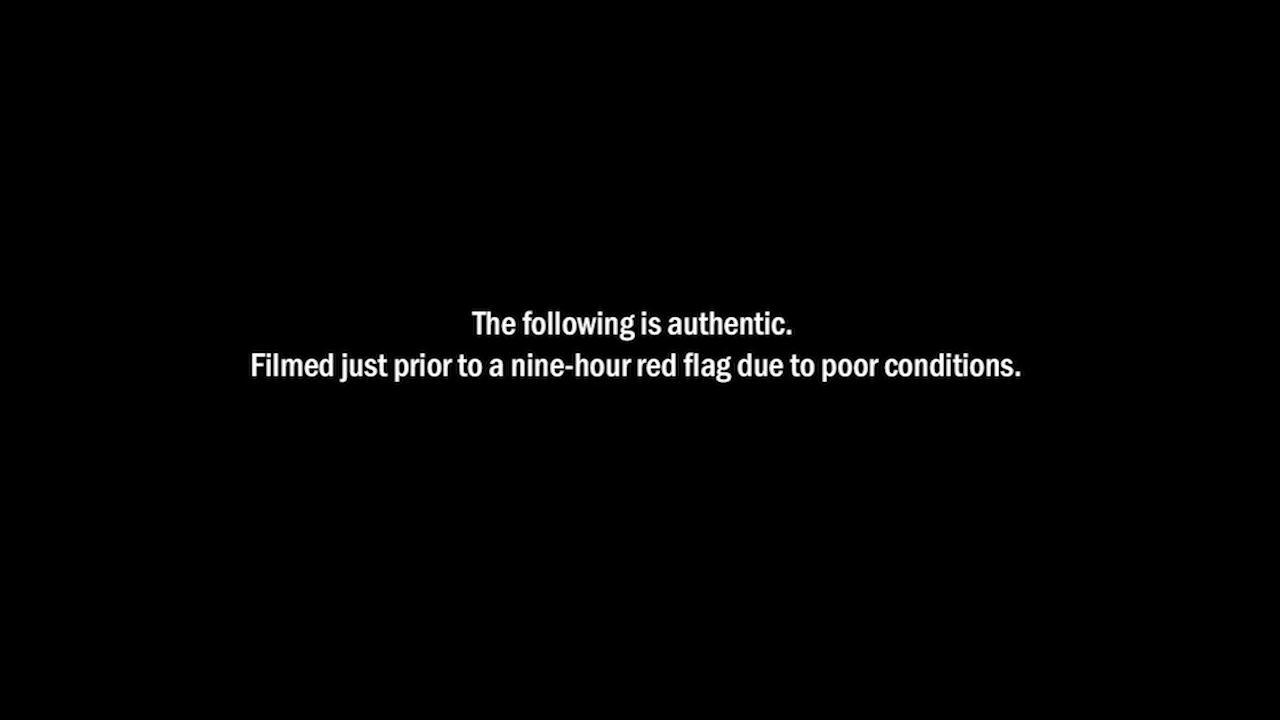 The following is authentic.
Filmed just prior to a nine-hour red flag due to poor conditions.